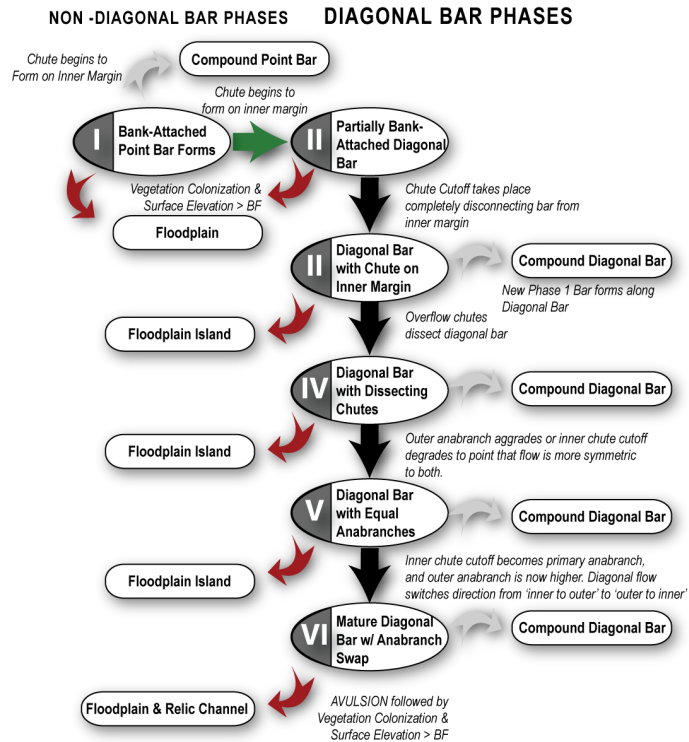 NON -DIAGONAL BAR PHASES
DIAGONAL BAR PHASES
Chute begins to
Form on Inner Margin
Compound Point Bar
Chute begins to
form on inner margin
I
Bank-Attached
Point Bar Forms
II
Partially Bank-
Attached Diagonal
Bar
Vegetation Colonization &
Surface Elevation > BF
Floodplain
Chute Cutoff takes place
completely disconnecting bar from
inner margin
II
Diagonal Bar
with Chute on
Inner Margin
Compound Diagonal Bar
New Phase 1 Bar forms along
Diagonal Bar
Floodplain Island
Overflow chutes
dissect diagonal bar
IV
Diagonal Bar
with Dissecting
Chutes
Compound Diagonal Bar
Floodplain Island
Outer anabranch aggrades or inner chute cutoff
degrades to point that flow is more symmetric
to both.
V
Diagonal Bar
with Equal
Anabranches
Compound Diagonal Bar
Floodplain Island
Inner chute cutoff becomes primary anabranch,
and outer anabranch is now higher. Diagonal flow
switches direction from ‘inner to outer’ to ‘outer to inner’
VI
Mature Diagonal
Bar w/ Anabranch
Swap
Compound Diagonal Bar
Floodplain & Relic Channel
AVULSION followed by
Vegetation Colonization &
Surface Elevation > BF